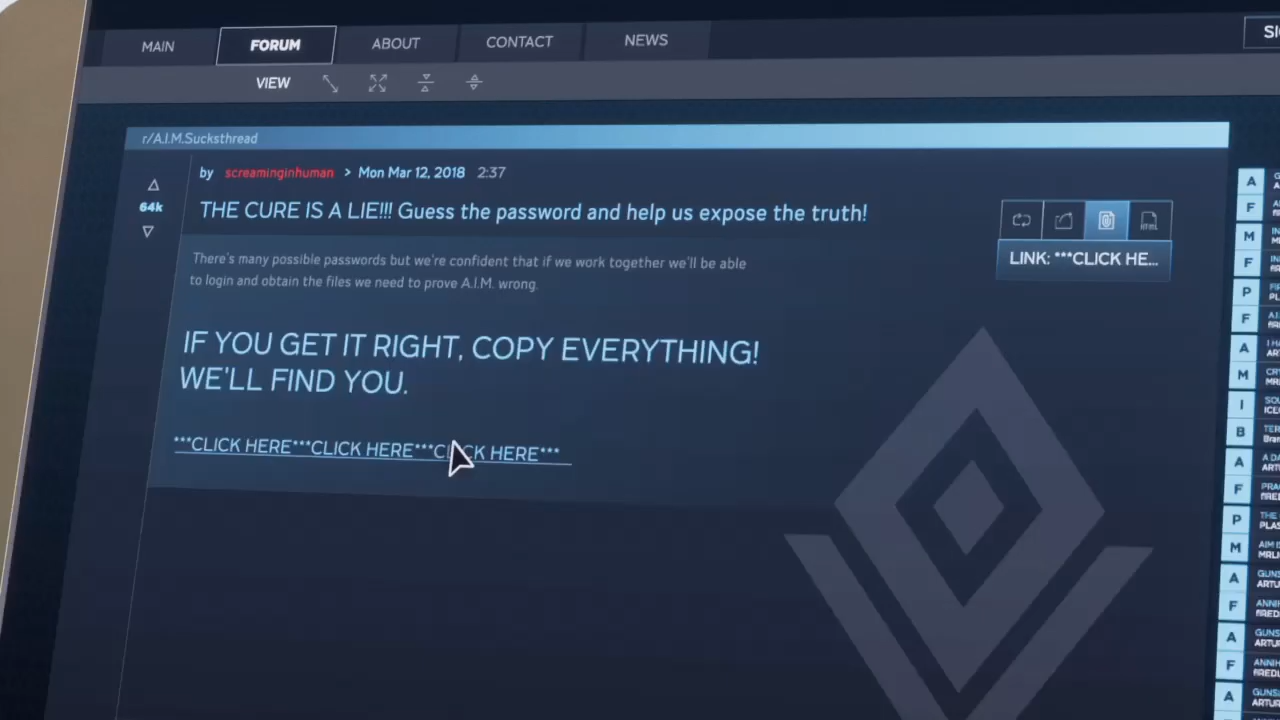 MAIN
FORUM
ABOUT
CONTACT
NEWS
VIEW
r/A.I.M.Sucksthread
by screaminginhuman > Mon Mar 12, 2018 2:37
64k
THE CURE IS A LIE!!! Guess the password and help us expose the truth!
HTML
LINK: ***CLICK HE...
There's many possible passwords but we're confident that if we work together we'll be able
to login and obtain the files we need to prove A.I.M. wrong.
IF YOU GET IT RIGHT, COPY EVERYTHING!
WE'LL FIND YOU.
***CLICK HERE***CLICK HERE***CLICK HERE***
A
F
M
F
P
F
A
M
I
B
A
F
P
M
A
F
A
F
A